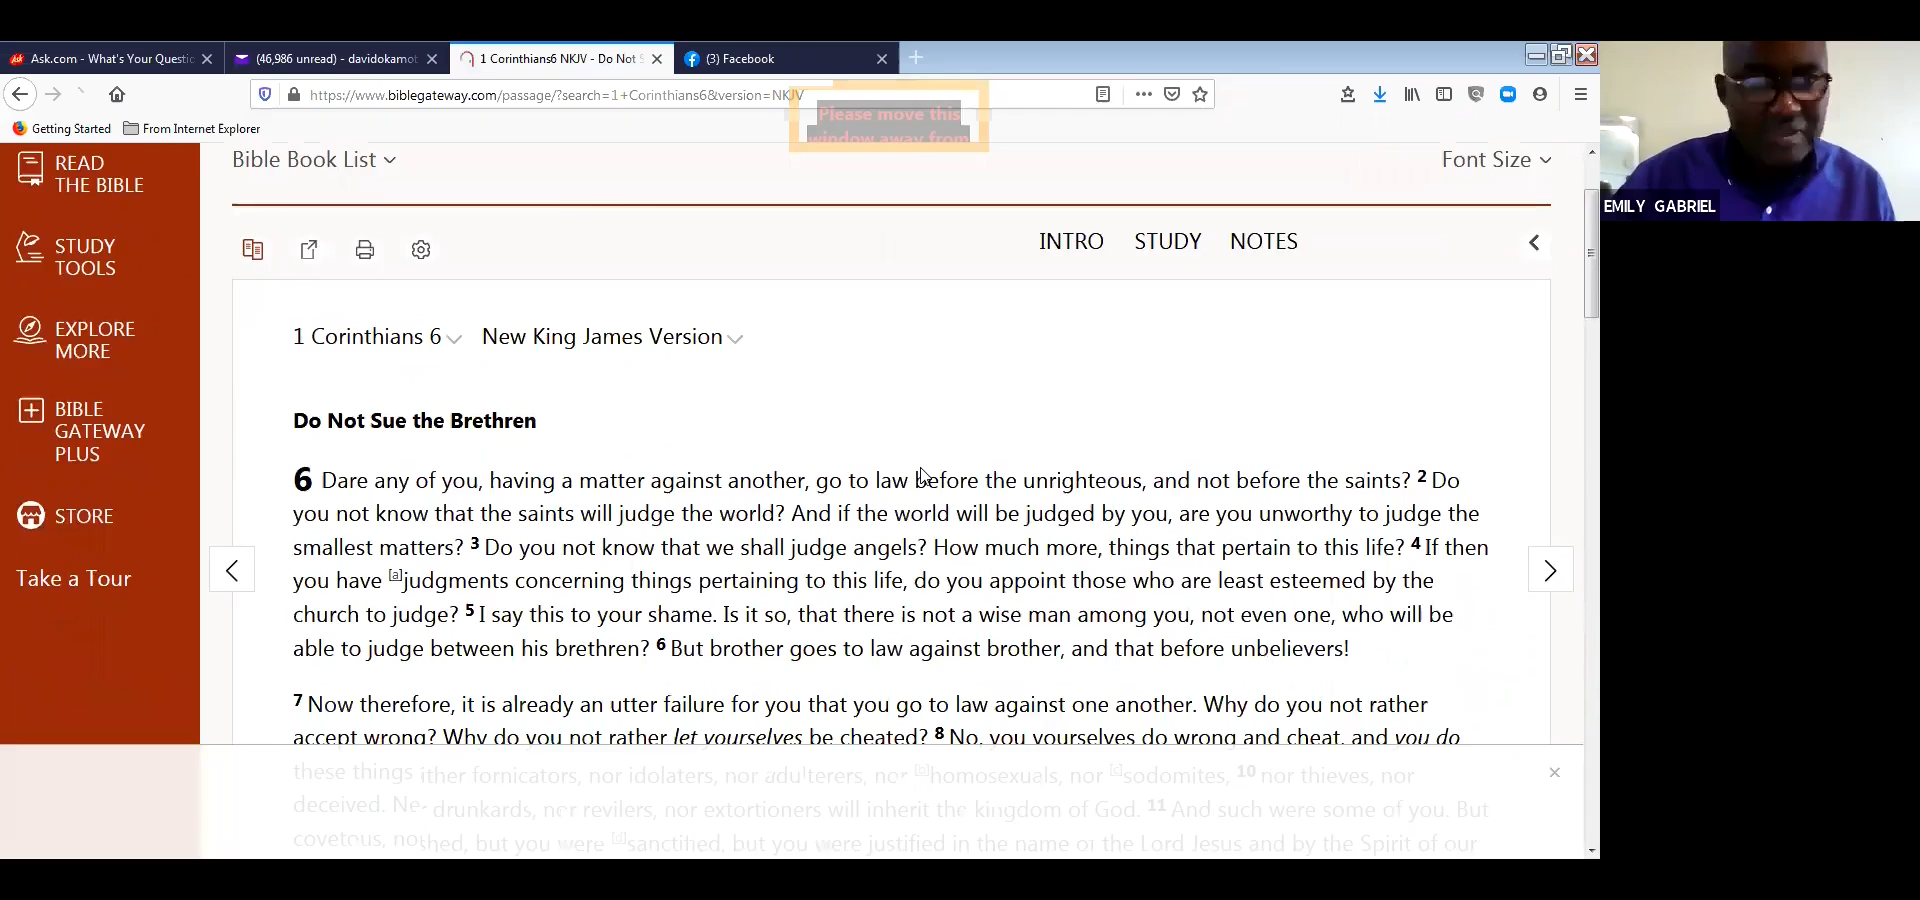 Ask.com - What's Your Questic
(46,986 unread) - davidokamot
1 Corinthians6 NKJV - Do Not S
(3) Facebook
https://www.biblegateway.com/passage/?search=1+Corinthians6&version=NKJV
Please move this
window away from
Getting Started
From Internet Explorer
READ
THE BIBLE
STUDY
TOOLS
EXPLORE
MORE
BIBLE
GATEWAY
PLUS
STORE
Take a Tour
Bible Book List
Font Size
INTRO STUDY NOTES
1 Corinthians 6 New King James Version
Do Not Sue the Brethren
6 Dare any of you, having a matter against another, go to law before the unrighteous, and not before the saints? 2 Do
you not know that the saints will judge the world? And if the world will be judged by you, are you unworthy to judge the
smallest matters? 3 Do you not know that we shall judge angels? How much more, things that pertain to this life? 4 If then
you have [a]judgments concerning things pertaining to this life, do you appoint those who are least esteemed by the
church to judge? 5 I say this to your shame. Is it so, that there is not a wise man among you, not even one, who will be
able to judge between his brethren? 6 But brother goes to law against brother, and that before unbelievers!
7 Now therefore, it is already an utter failure for you that you go to law against one another. Why do you not rather
accept wrong? Why do you not rather let yourselves be cheated? 8 No, you yourselves do wrong and cheat, and you do
these things ither fornicators, nor idolaters, nor adulterers, nor [b]homosexuals, nor [c]sodomites, 10 nor thieves, nor
deceived. Ne drunkards, nor revilers, nor extortioners will inherit the kingdom of God. 11 And such were some of you. But
covetous, no hed, but you were [d]sanctified, but you were justified in the name of the Lord Jesus and by the Spirit of our
EMILY GABRIEL